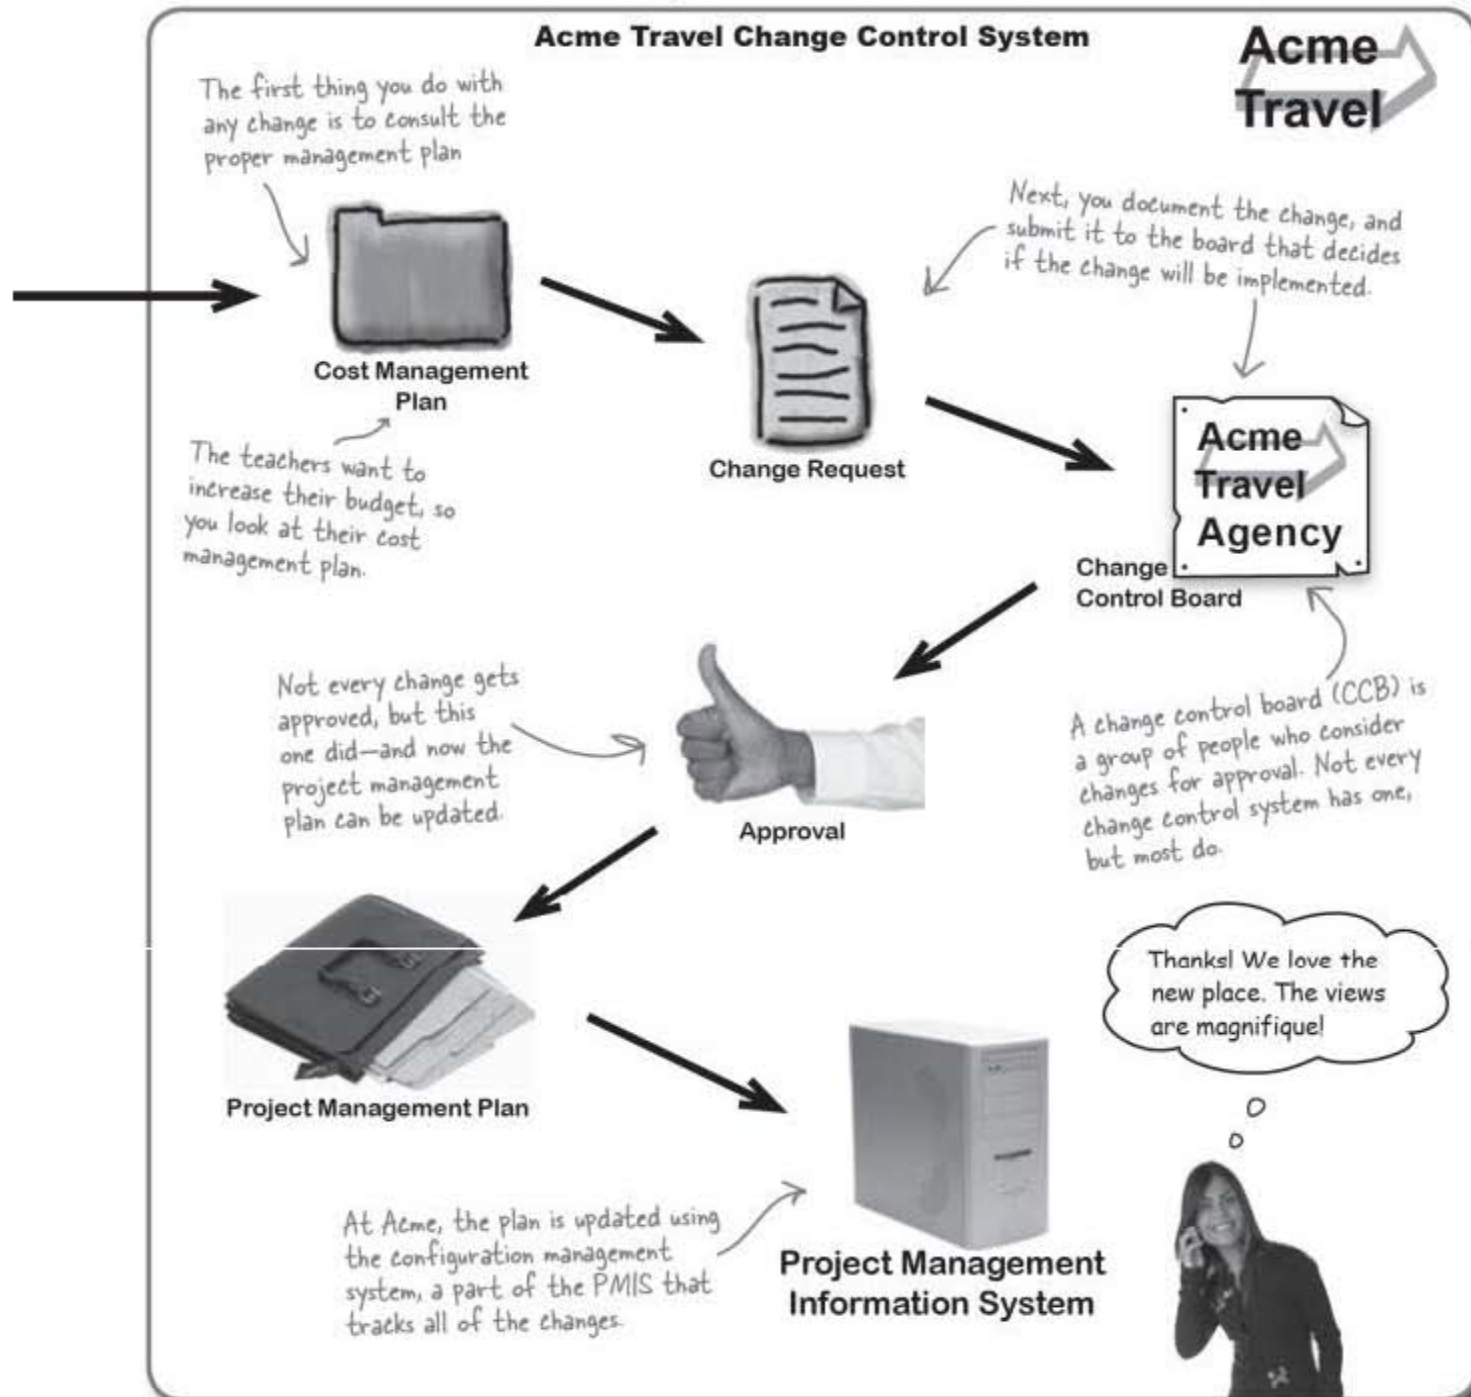 Acme Travel Change Control System
Acme
Travel
The first thing you do with
any change is to consult the
proper management plan
Next, you document the change, and
submit it to the board that decides
if the change will be implemented.
Cost Management
Plan
The teachers want to
increase their budget, so
you look at their cost
management plan.
Change Request
Acme
Travel
Agency
Change
Control Board
Not every change gets
approved, but this
one did—and now the
project management
plan can be updated.
Approval
A change control board (CCB) is
a group of people who consider
changes for approval. Not every
change control system has one,
but most do.
Project Management Plan
Thanks! We love the
new place. The views
are magnifique!
At Acme, the plan is updated using
the configuration management
system, a part of the PMIS that
tracks all of the changes.
Project Management
Information System